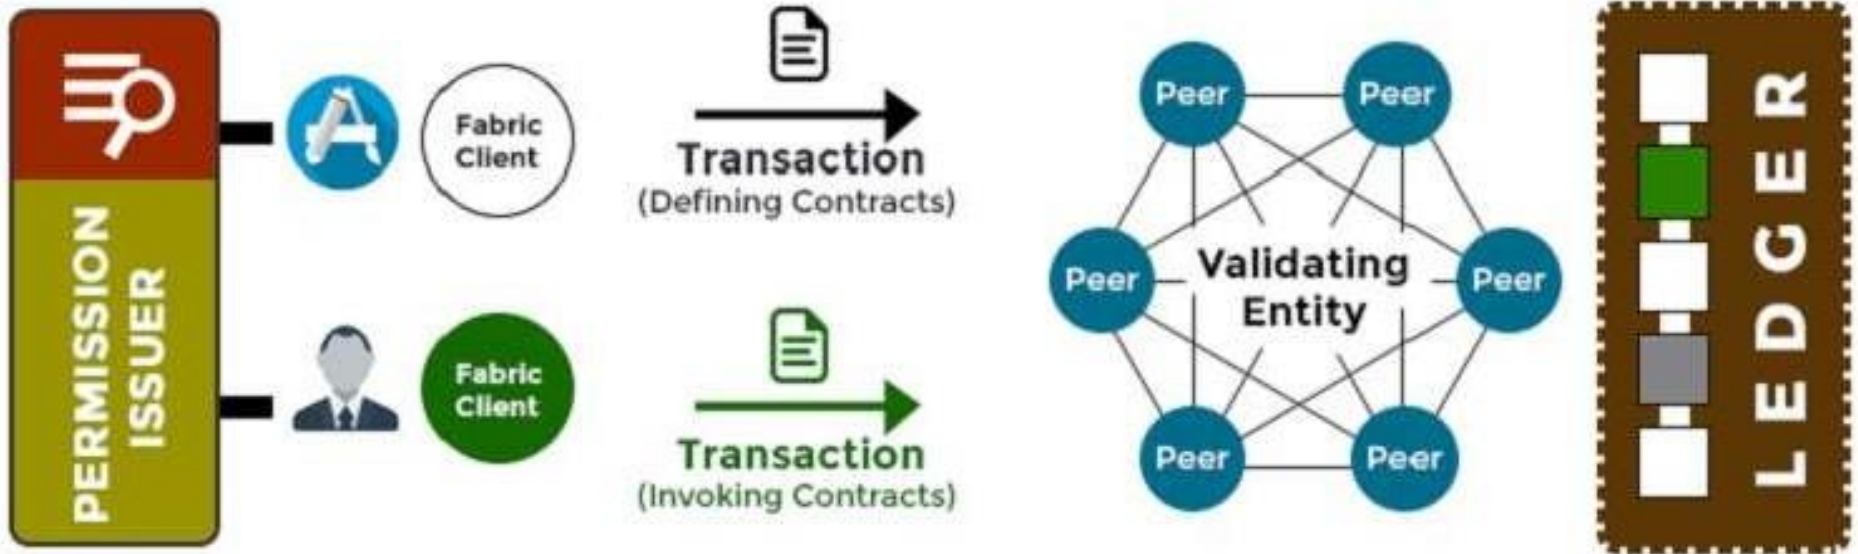 PERMISSION
ISSUER
Fabric
Client
Transaction
(Defining Contracts)
Fabric
Client
Transaction
(Invoking Contracts)
Peer
Peer
Peer
Validating
Entity
Peer
Peer
Peer
LEDGER